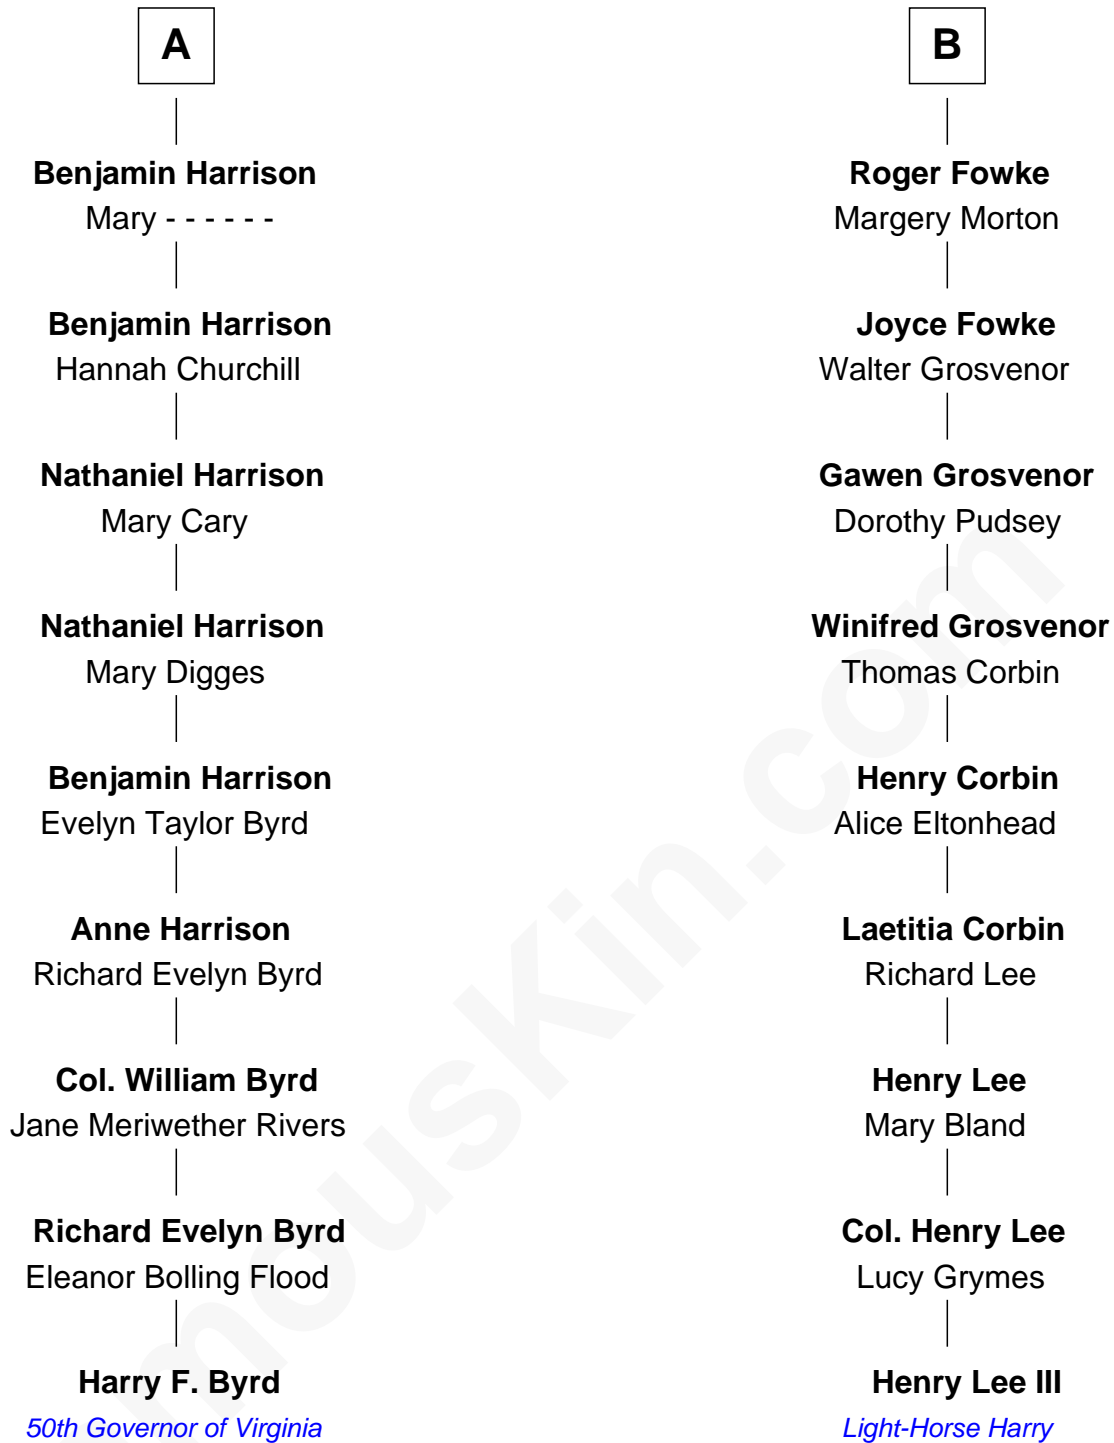 A
Benjamin Harrison
Mary - - - - - -
Benjamin Harrison
Hannah Churchill
Nathaniel Harrison
Mary Cary
Nathaniel Harrison
Mary Digges
Benjamin Harrison
Evelyn Taylor Byrd
Anne Harrison
Richard Evelyn Byrd
Col. William Byrd
Jane Meriwether Rivers
Richard Evelyn Byrd
Eleanor Bolling Flood
Harry F. Byrd
50th Governor of Virginia
B
Roger Fowke
Margery Morton
Joyce Fowke
Walter Grosvenor
Gawen Grosvenor
Dorothy Pudsey
Winifred Grosvenor
Thomas Corbin
Henry Corbin
Alice Eltonhead
Laetitia Corbin
Richard Lee
Henry Lee
Mary Bland
Col. Henry Lee
Lucy Grymes
Henry Lee III
Light-Horse Harry
mousKin.com